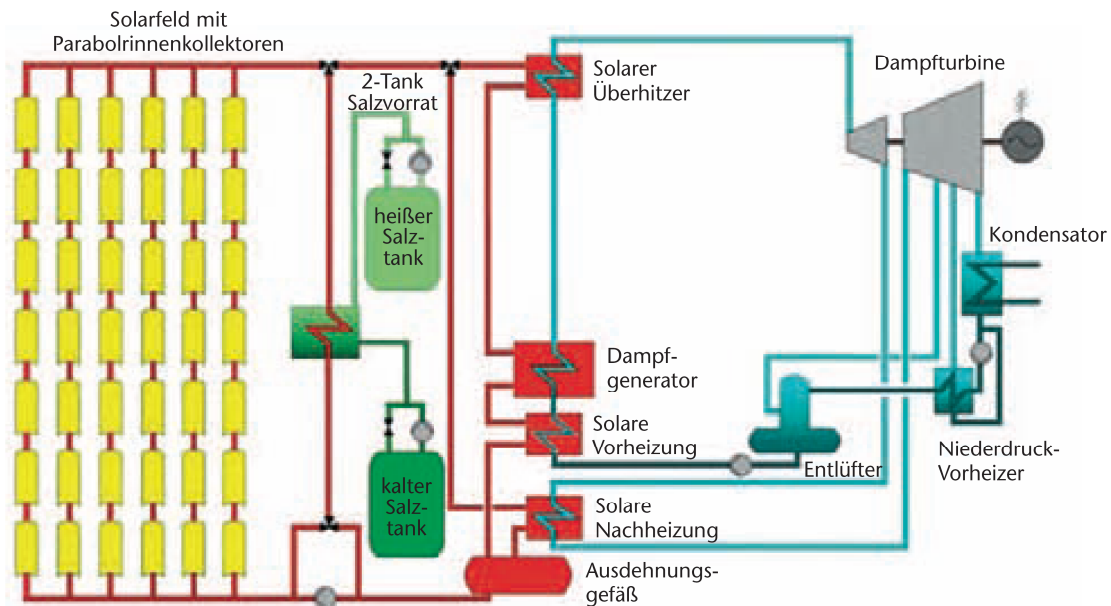 Solarfeld mit
Parabolrinnenkollektoren
2-Tank
Salzvorrat
heißer
Salz-
tank
kalter
Salz-
tank
Solarer
Überhitzer
Dampfturbine
Kondensator
Dampf-
generator
Solare
Vorheizung
Entlüfter
Niederdruck-
Vorheizer
Solare
Nachheizung
Ausdehnungs-
gefäß